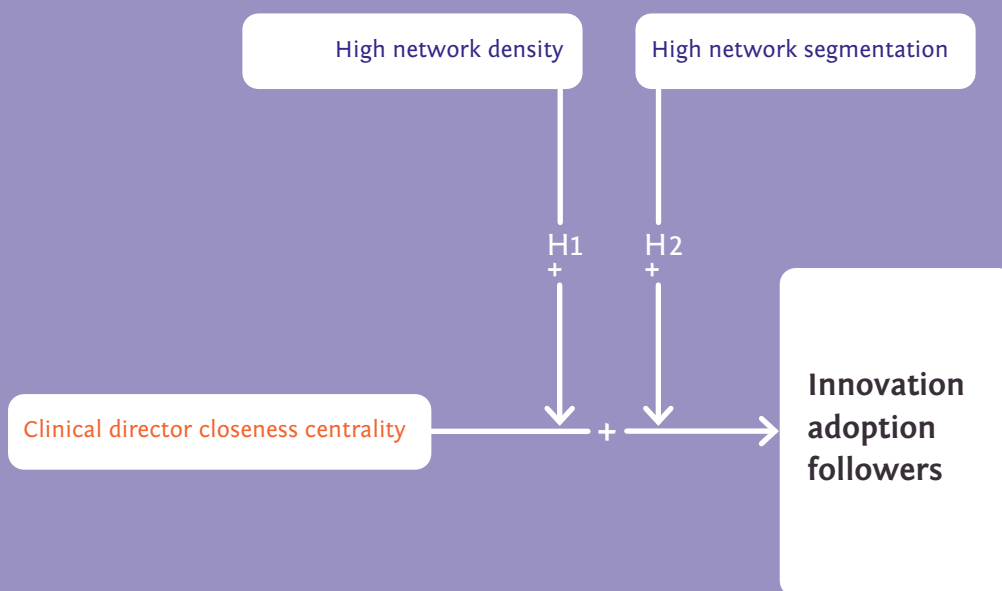 High network density
High network segmentation
H1
+
H2
+
Clinical director closeness centrality
+
Innovation
adoption
followers